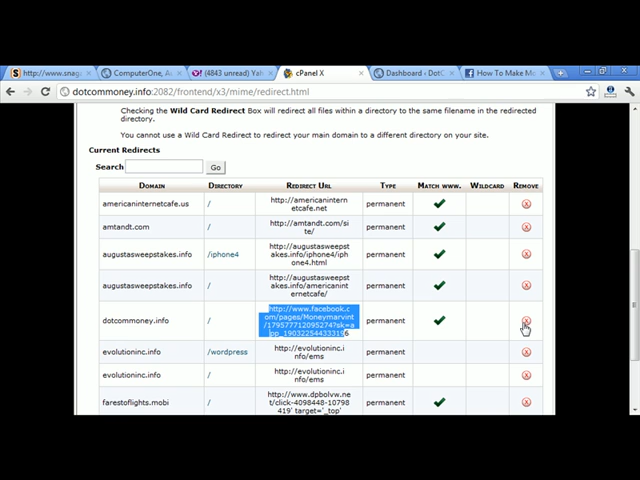 http://www.snag
ComputerOne, A
(4843 unread) Yah
cPanel X
Dashboard - DotC
How To Make Mo
dotcommoney.info:2082/frontend/x3/mime/redirect.html
Checking the Wild Card Redirect Box will redirect all files within a directory to the same filename in the redirected
directory.
You cannot use a Wild Card Redirect to redirect your main domain to a different directory on your site.
Current Redirects
Search Go
Domain Directory Redirect Url Type Match www. Wildcard Remove
americaninternetcafe.us / http://americanintern permanent
etcafe.net
amtandt.com / http://amtandt.com/si permanent
te/
augustasweepstakes.info /iphone4 http://augustasweepst permanent
akes.info/iphone4/iph
one4.html
augustasweepstakes.info / http://augustasweepst permanent
akes.info/americanint
ernetcafe/
dotcommoney.info / http://www.facebook.c permanent
om/pages/Moneymarvint
/179577712095274?sk=a
pp_190322544333196
evolutioninc.info /wordpress http://evolutioninc.i permanent
nfo/ems
evolutioninc.info / http://evolutioninc.i permanent
nfo/ems
farestoflights.mobi / http://www.dpbolvw.ne permanent
t/click-4098448-10798
419' target='_top'